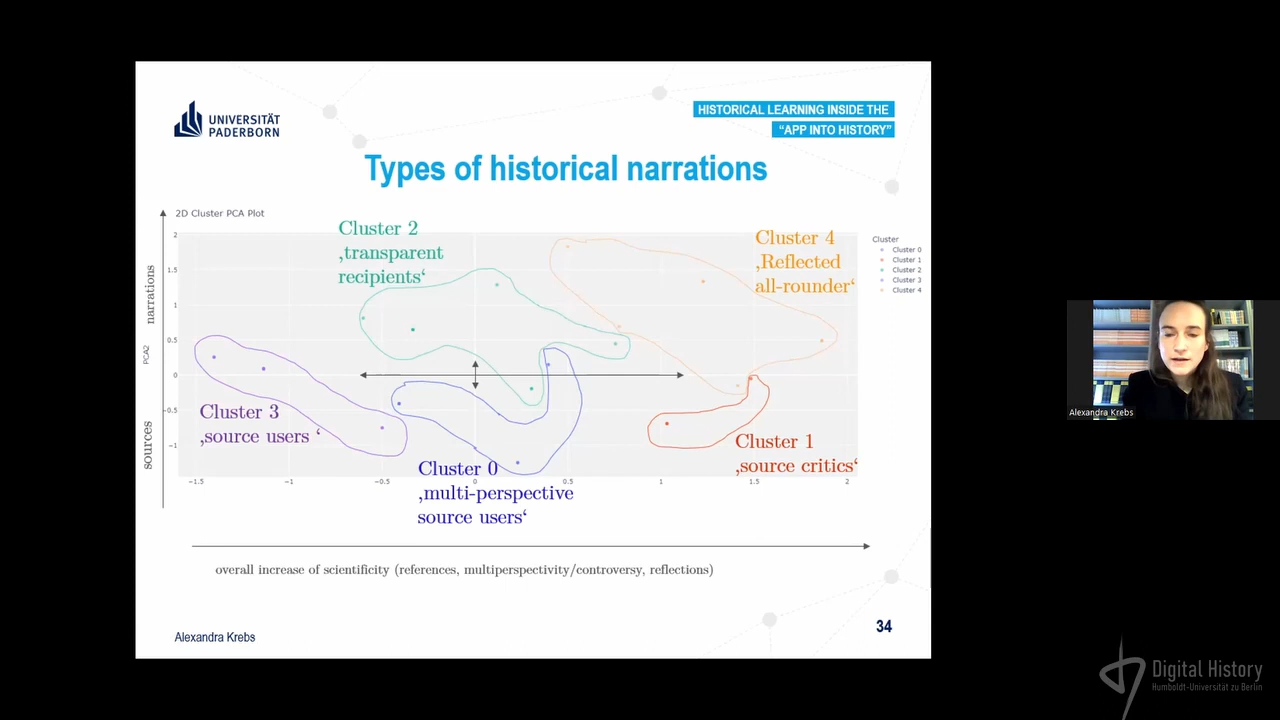 UNIVERSITÄT
PADERBORN
HISTORICAL LEARNING INSIDE THE
“APP INTO HISTORY”
Types of historical narrations
2D Cluster PCA Plot
Cluster 2
‚transparent
recipients‘
Cluster 4
‚Reflected
all-rounder‘
Cluster
Cluster 0
Cluster 1
Cluster 2
Cluster 3
Cluster 4
narrations
PCA2
sources
2
1.5
1
0.5
0
−0.5
−1
Cluster 3
‚source users ‘
Cluster 1
‚source critics‘
Cluster 0
‚multi-perspective
source users‘
−1.5
−1
−0.5
0
0.5
1
1.5
2
overall increase of scientificity (references, multiperspectivity/controversy, reflections)
Alexandra Krebs
34
Alexandra Krebs
Digital History
Humboldt-Universität zu Berlin